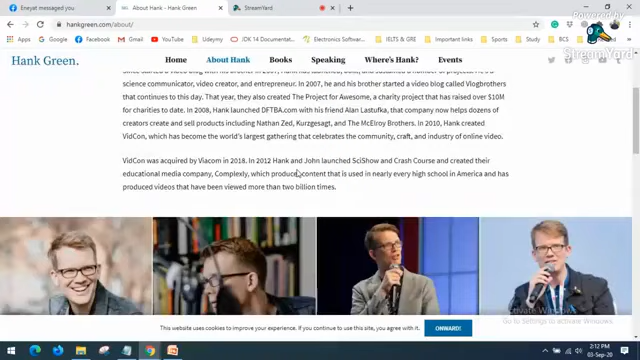 Eneyat messaged you
About Hank - Hank Green
StreamYard
hankgreen.com/about/
Apps
Google
Gmail
YouTube
Udemy
IOK 14 Documentati...
Electronics Software...
Sports
IELTS & GRE
Important links
Sports
Study
Powered by
StreamYard
Hank Green.
Home
About Hank
Books
Speaking
Where's Hank?
Events
science communicator, video creator, and entrepreneur. In 2007, he and his brother started a video blog called Vlogbrothers
that continues to this day. That year, they also created The Project for Awesome, a charity project that has raised over $10M
for charities to date. In 2008, Hank launched DFTBA.com with his friend Alan Lastufka, that company now helps dozens of
creators create and sell products including Nathan Zed, Kurzgesagt, and The McElroy Brothers. In 2010, Hank created
VidCon, which has become the world's largest gathering that celebrates the community, craft, and industry of online video.
VidCon was acquired by Viacom in 2018. In 2012 Hank and John launched SciShow and Crash Course and created their
educational media company, Complexly, which produces content that is used in nearly every high school in America and has
produced videos that have been viewed more than two billion times.
Activate Windows
Go to Settings to activate Windows.
This website uses cookies to improve your experience. If you continue to use this site, you agree with it.
ONWARD!
2:12 PM
03-Sep-20